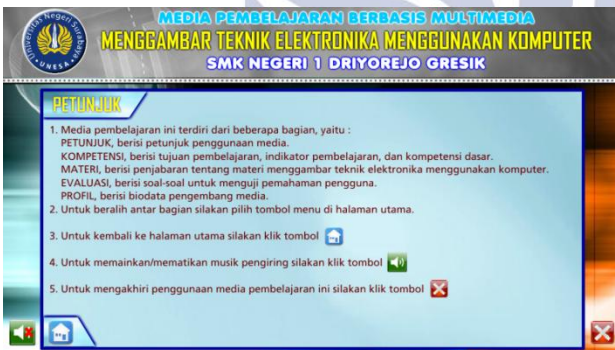 MEDIA PEMBELAJARAN BERBASIS MULTIMEDIA
MENGGAMBAR TEKNIK ELEKTRONIKA MENGGUNAKAN KOMPUTER
SMK NEGERI 1 DRIYOREJO GRESIK
Universitas Negeri Surabaya
UNESA
PETUNJUK
1. Media pembelajaran ini terdiri dari beberapa bagian, yaitu :
PETUNJUK, berisi petunjuk penggunaan media.
KOMPETENSI, berisi tujuan pembelajaran, indikator pembelajaran, dan kompetensi dasar.
MATERI, berisi penjabaran tentang materi menggambar teknik elektronika menggunakan komputer.
EVALUASI, berisi soal-soal untuk menguji pemahaman pengguna.
PROFIL, berisi biodata pengembang media.
2. Untuk beralih antar bagian silakan pilih tombol menu di halaman utama.
3. Untuk kembali ke halaman utama silakan klik tombol
4. Untuk memainkan/mematikan musik pengiring silakan klik tombol
5. Untuk mengakhiri penggunaan media pembelajaran ini silakan klik tombol